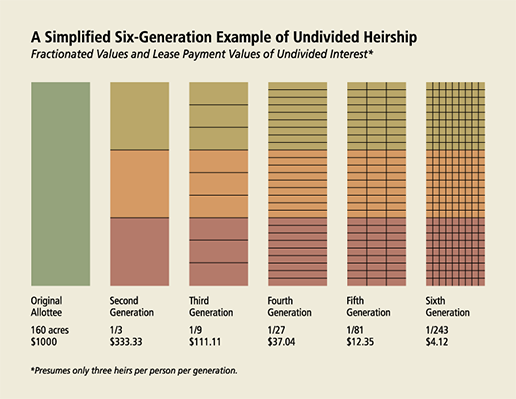 A Simplified Six-Generation Example of Undivided Heirship
Fractionated Values and Lease Payment Values of Undivided Interest*
Original
Allottee
160 acres
$1000
Second
Generation
1/3
$333.33
Third
Generation
1/9
$111.11
Fourth
Generation
1/27
$37.04
Fifth
Generation
1/81
$12.35
Sixth
Generation
1/243
$4.12
*Presumes only three heirs per person per generation.